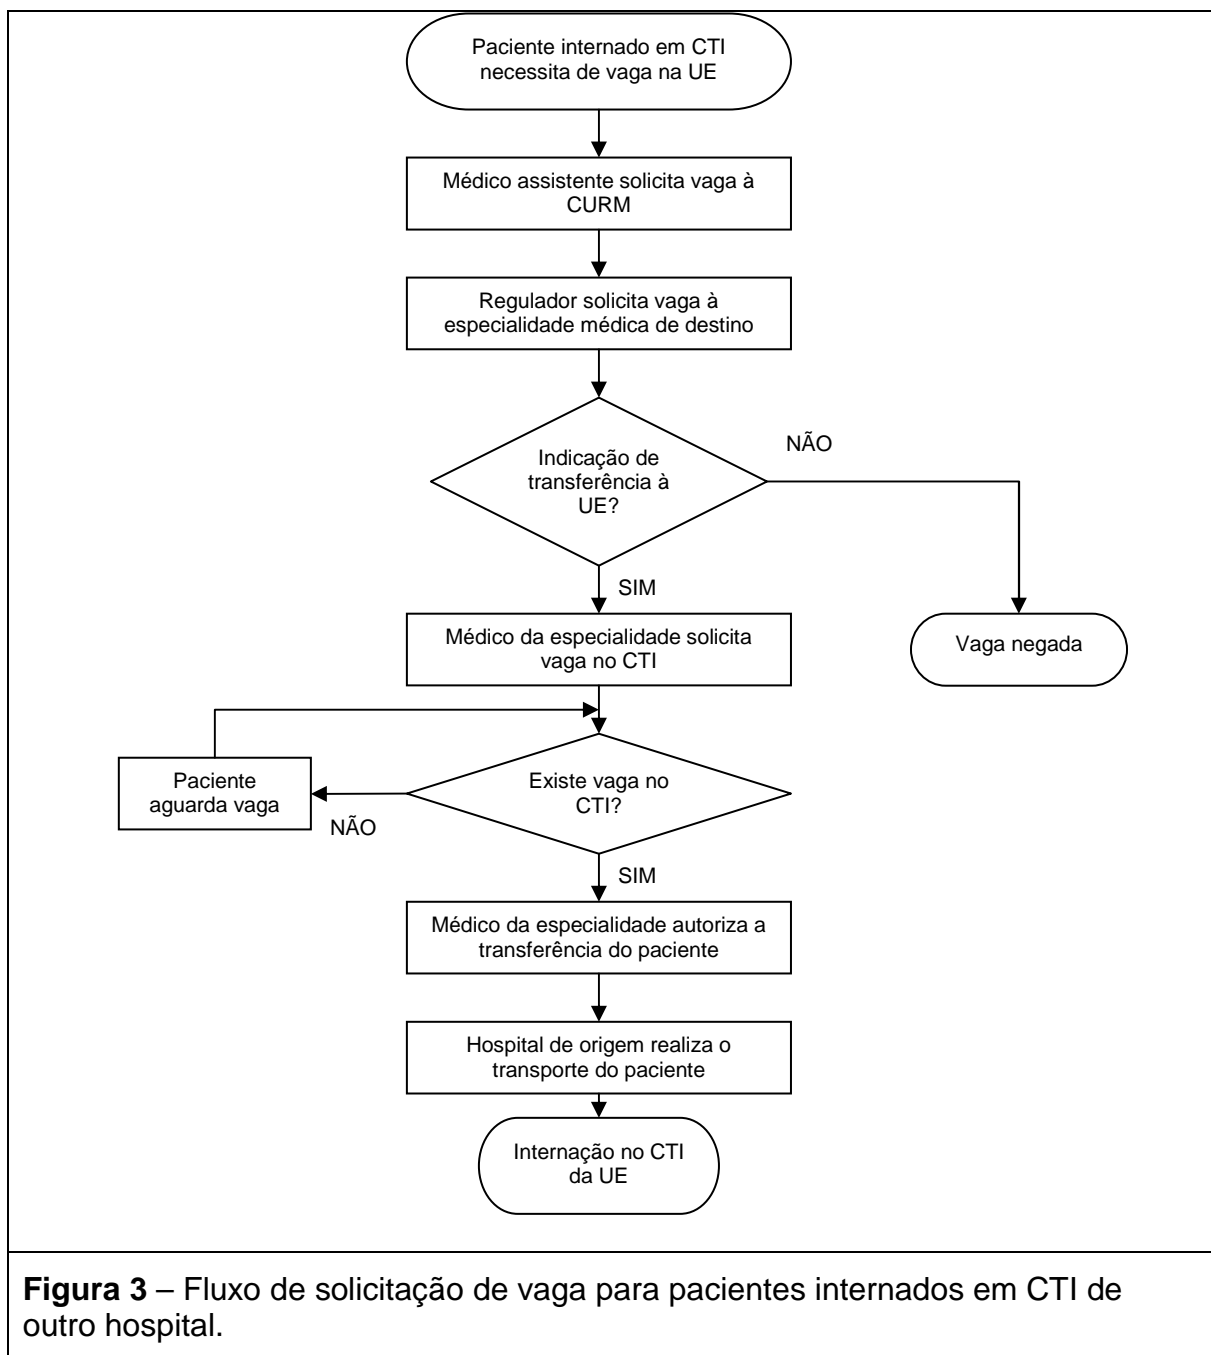 Paciente internado em CTI
necessita de vaga na UE
Médico assistente solicita vaga à
CURM
Regulador solicita vaga à
especialidade médica de destino
Indicação de
transferência à
UE?
NÃO
SIM
Médico da especialidade solicita
vaga no CTI
Vaga negada
Paciente
aguarda vaga
Existe vaga no
CTI?
NÃO
SIM
Médico da especialidade autoriza a
transferência do paciente
Hospital de origem realiza o
transporte do paciente
Internação no CTI
da UE
Figura 3 – Fluxo de solicitação de vaga para pacientes internados em CTI de
outro hospital.